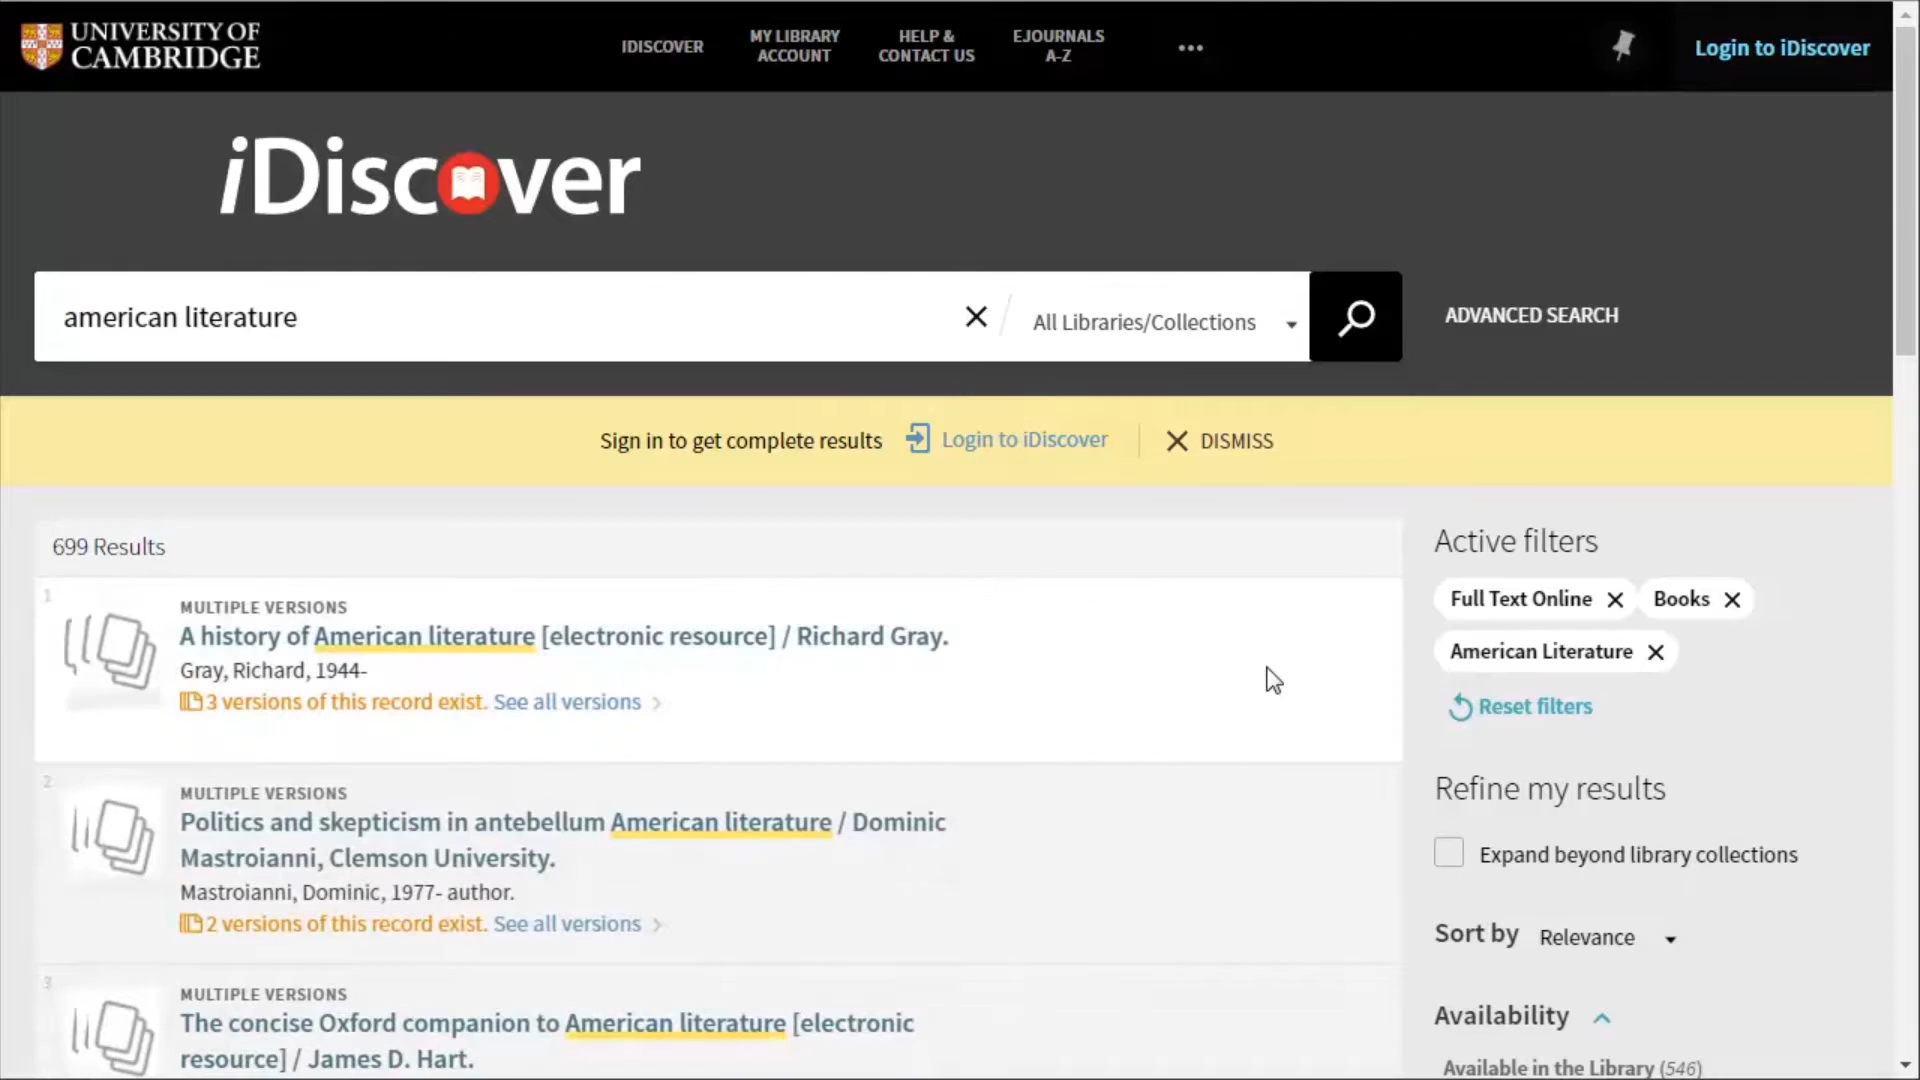 UNIVERSITY OF
CAMBRIDGE
IDISCOVER
MY LIBRARY
ACCOUNT
HELP &
CONTACT US
EJOURNALS
A-Z
Login to iDiscover
iDiscover
american literature
All Libraries/Collections
ADVANCED SEARCH
Sign in to get complete results
Login to iDiscover
DISMISS
699 Results
1
MULTIPLE VERSIONS
A history of American literature [electronic resource] / Richard Gray.
Gray, Richard, 1944-
3 versions of this record exist. See all versions
2
MULTIPLE VERSIONS
Politics and skepticism in antebellum American literature / Dominic
Mastroianni, Clemson University.
Mastroianni, Dominic, 1977- author.
2 versions of this record exist. See all versions
3
MULTIPLE VERSIONS
The concise Oxford companion to American literature [electronic
resource] / James D. Hart.
Active filters
Full Text Online
Books
American Literature
Reset filters
Refine my results
Expand beyond library collections
Sort by Relevance
Availability
Available in the Library (546)